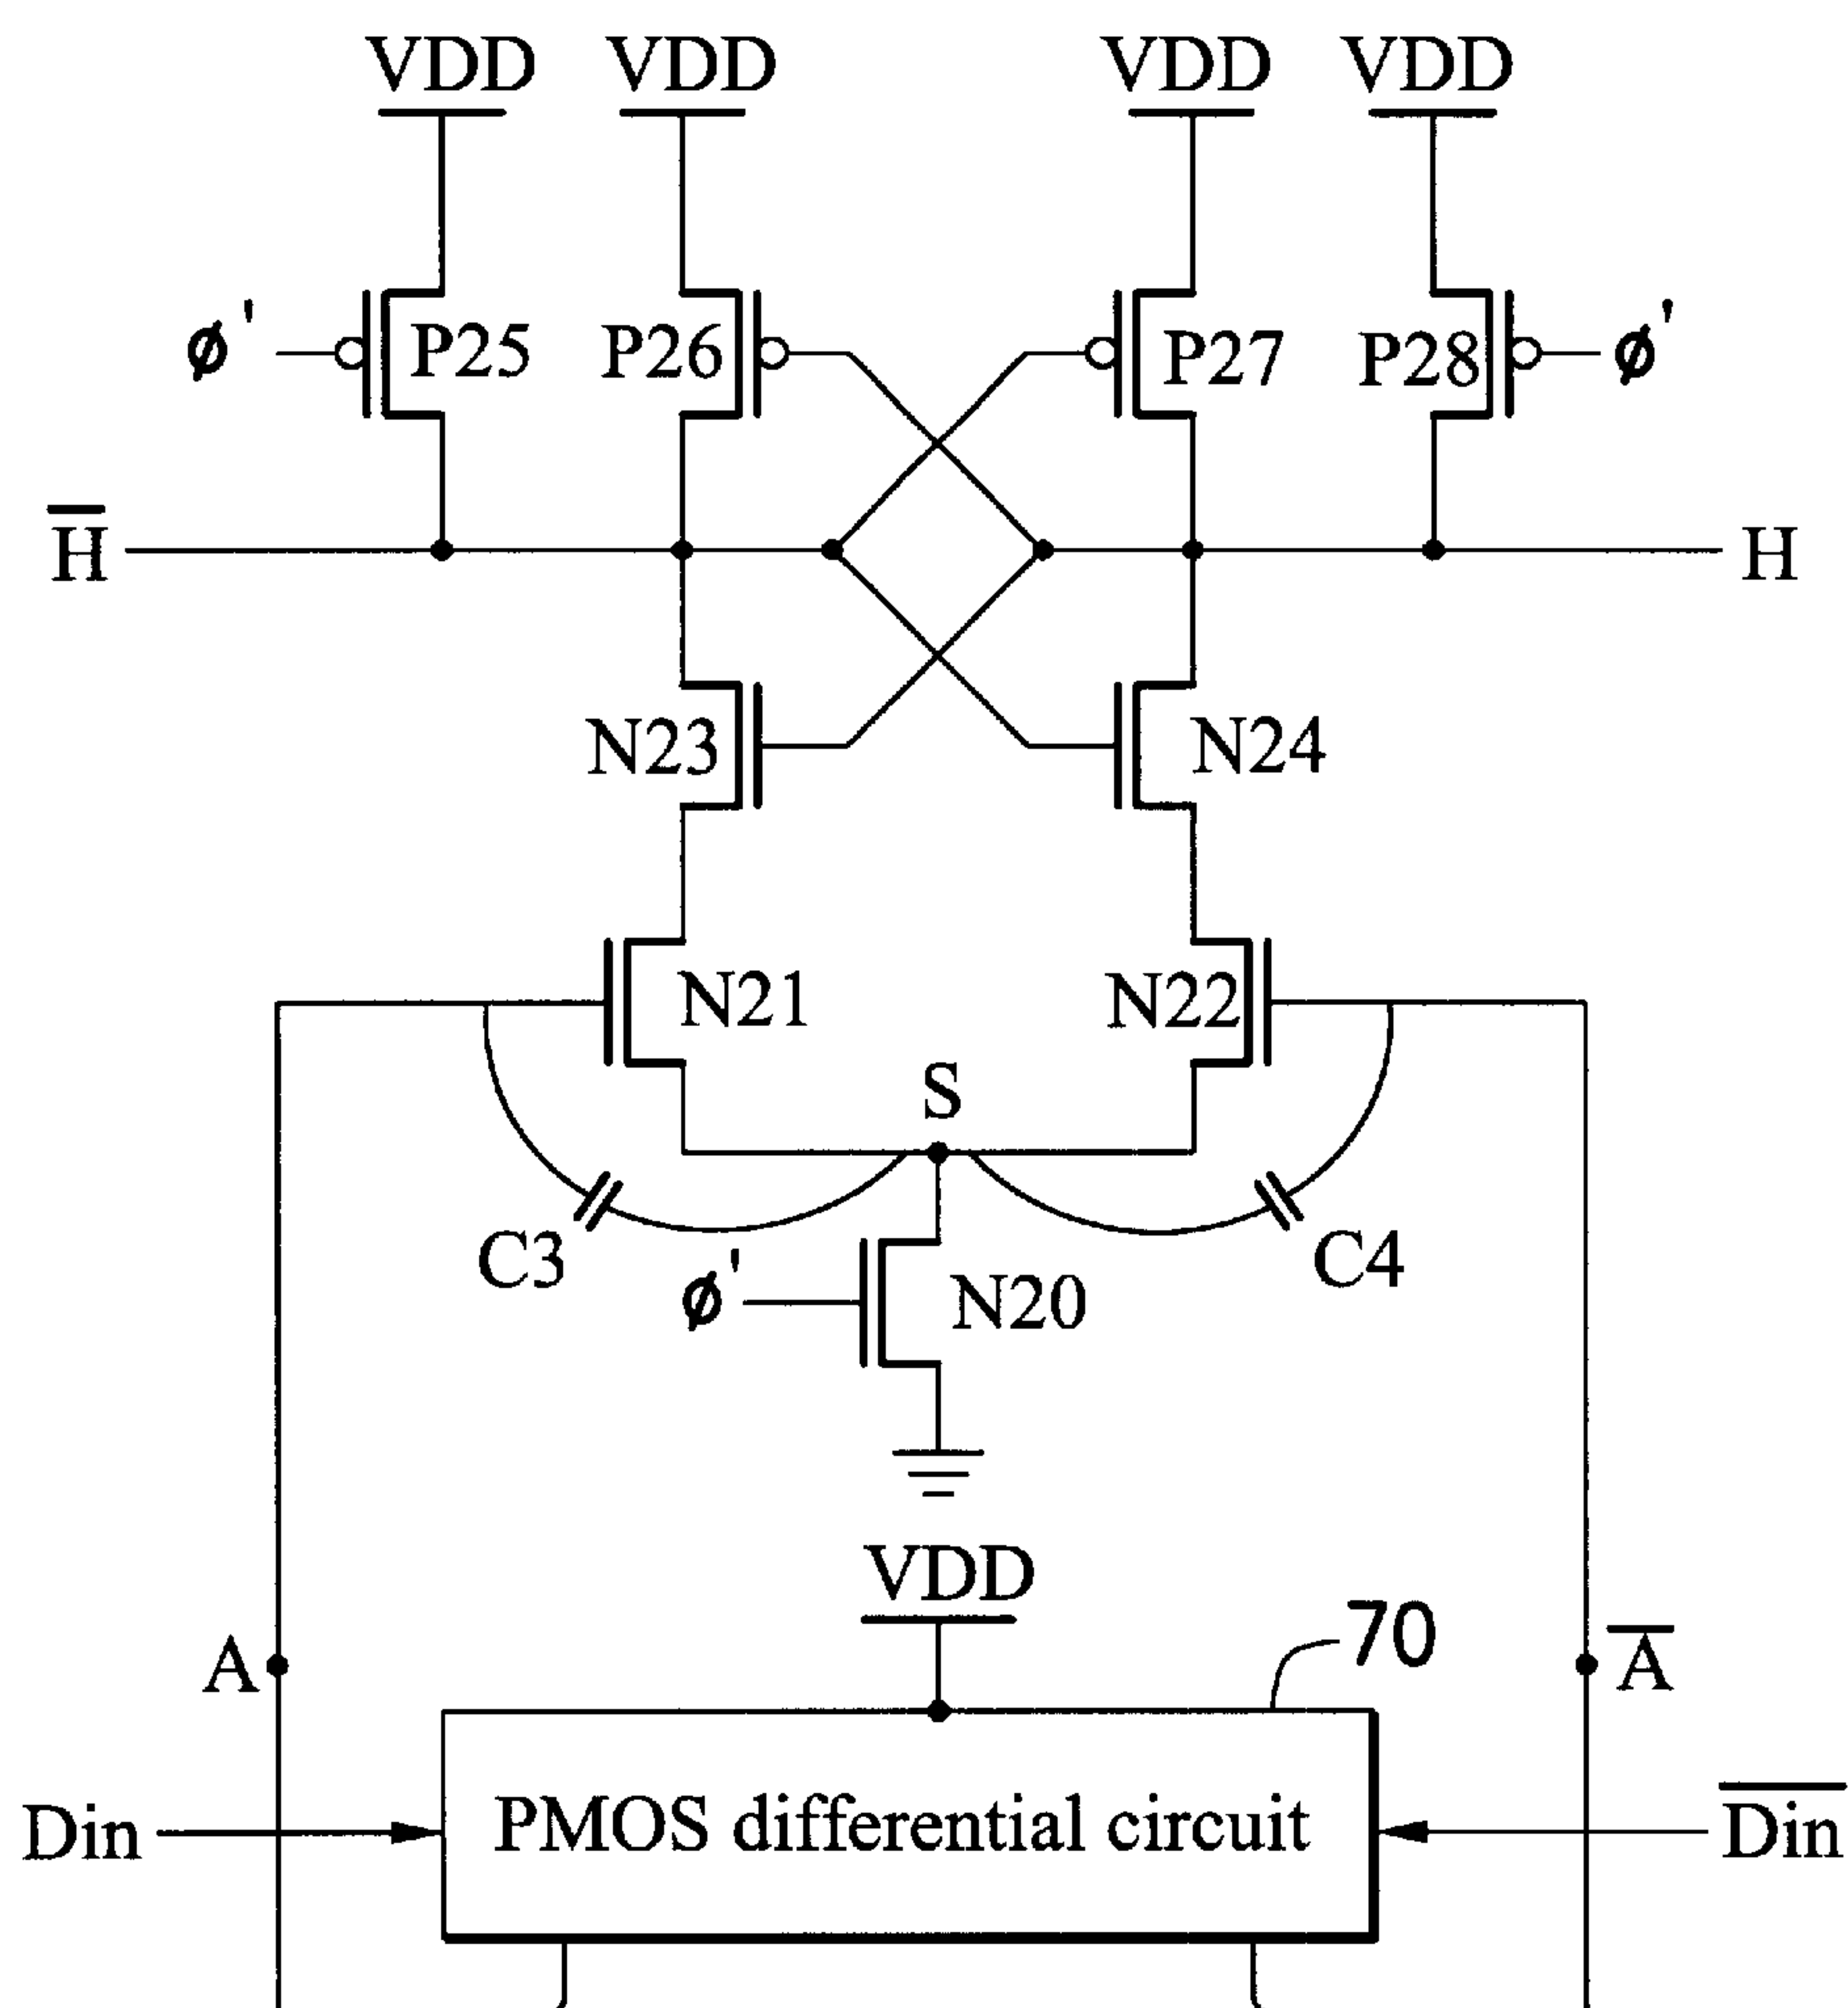 VDD VDD VDD VDD
ϕ' P25 P26 P27 P28 ϕ'
H̅ H
N23 N24
N21 N22
S
C3 C4
ϕ' N20
VDD
70
A A̅
Din PMOS differential circuit D̅i̅n̅